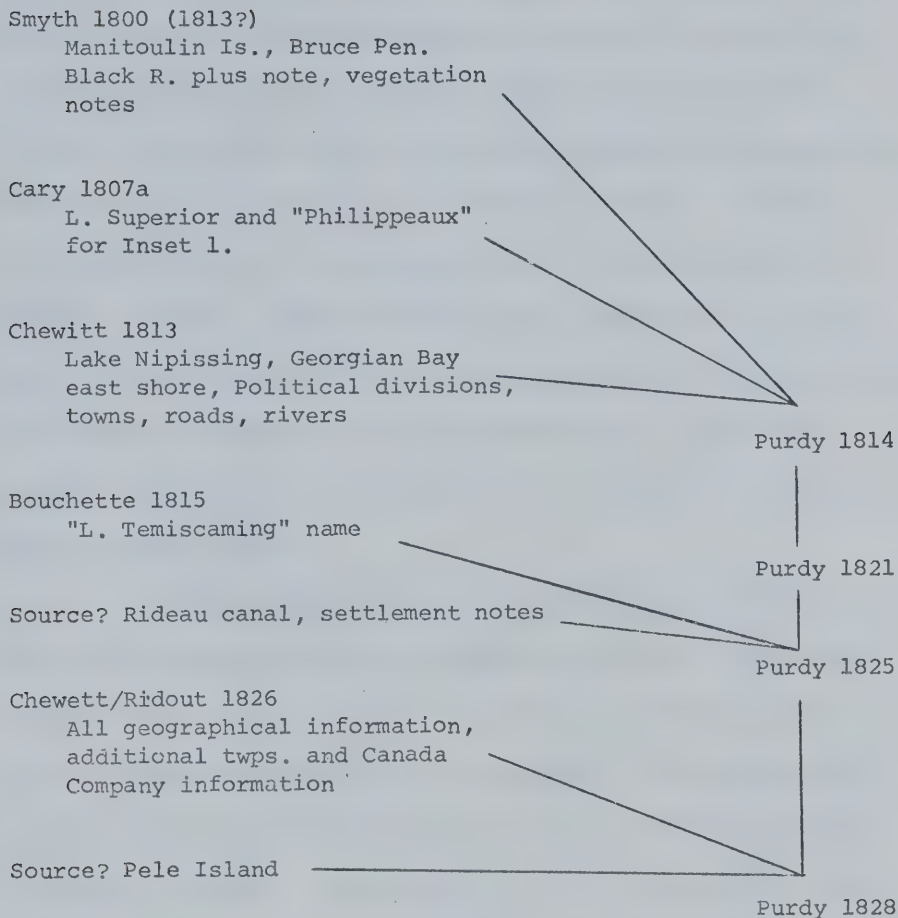 Smyth 1800 (1813?)
Manitoulin Is., Bruce Pen.
Black R. plus note, vegetation
notes
Cary 1807a
L. Superior and "Philippeaux"
for Inset 1.
Chewitt 1813
Lake Nipissing, Georgian Bay
east shore, Political divisions,
towns, roads, rivers
Purdy 1814
Bouchette 1815
"L. Temiscaming" name
Purdy 1821
Source? Rideau canal, settlement notes
Purdy 1825
Chewett/Ridout 1826
All geographical information,
additional twps. and Canada
Company information
Source? Pele Island
Purdy 1828